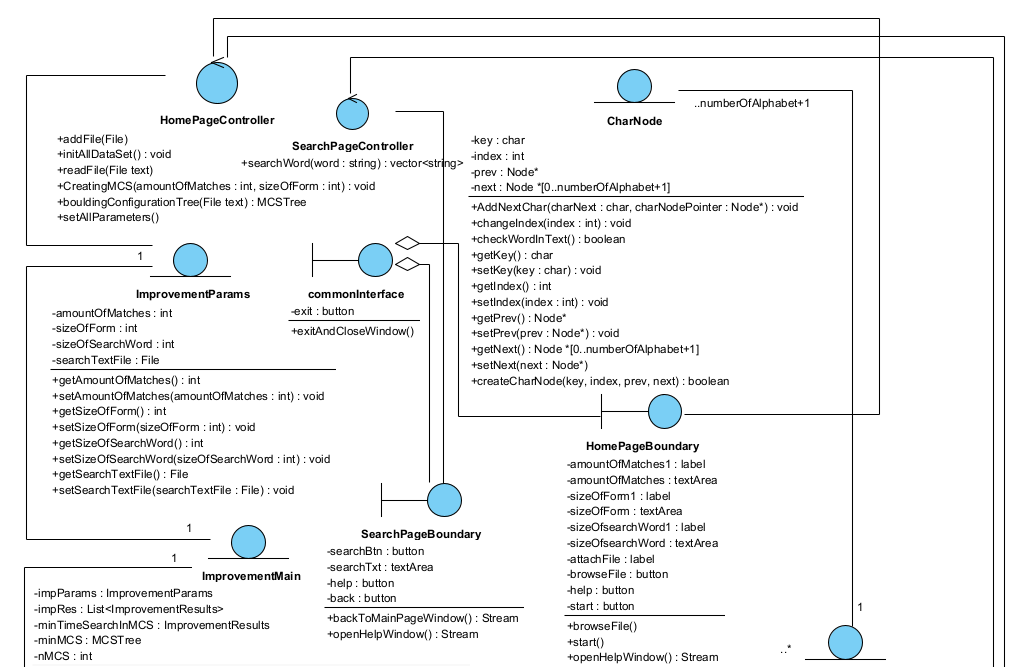 HomePageController
+addFile(File)
+initAllDataSet() : void
+readFile(File text)
+CreatingMCS(amountOfMatches : int, sizeOfForm : int) : void
+bouldingConfigurationTree(File text) : MCSTree
+setAllParameters()
SearchPageController
+searchWord(word : string) : vector<string>
..numberOfAlphabet+1
CharNode
-key : char
-index : int
-prev : Node*
-next : Node *[0..numberOfAlphabet+1]
+AddNextChar(charNext : char, charNodePointer : Node*) : void
+changeIndex(index : int) : void
+checkWordInText() : boolean
+getKey() : char
+setKey(key : char) : void
+getIndex() : int
+setIndex(index : int) : void
+getPrev() : Node*
+setPrev(prev : Node*) : void
+getNext() : Node *[0..numberOfAlphabet+1]
+setNext(next : Node*)
+createCharNode(key, index, prev, next) : boolean
1
ImprovementParams
-amountOfMatches : int
-sizeOfForm : int
-sizeOfSearchWord : int
-searchTextFile : File
+getAmountOfMatches() : int
+setAmountOfMatches(amountOfMatches : int) : void
+getSizeOfForm() : int
+setSizeOfForm(sizeOfForm : int) : void
+getSizeOfSearchWord() : int
+setSizeOfSearchWord(sizeOfSearchWord : int) : void
+getSearchTextFile() : File
+setSearchTextFile(searchTextFile : File) : void
commonInterface
-exit : button
+exitAndCloseWindow()
HomePageBoundary
-amountOfMatches1 : label
-amountOfMatches : textArea
-sizeOfForm1 : label
-sizeOfForm : textArea
-sizeOfsearchWord1 : label
-sizeOfsearchWord : textArea
-attachFile : label
-browseFile : button
-help : button
-start : button
+browseFile()
+start()
+openHelpWindow() : Stream
SearchPageBoundary
-searchBtn : button
-searchTxt : textArea
-help : button
-back : button
+backToMainPageWindow() : Stream
+openHelpWindow() : Stream
1
1
ImprovementMain
-impParams : ImprovementParams
-impRes : List<ImprovementResults>
-minTimeSearchInMCS : ImprovementResults
-minMCS : MCSTree
-nMCS : int
1
..*